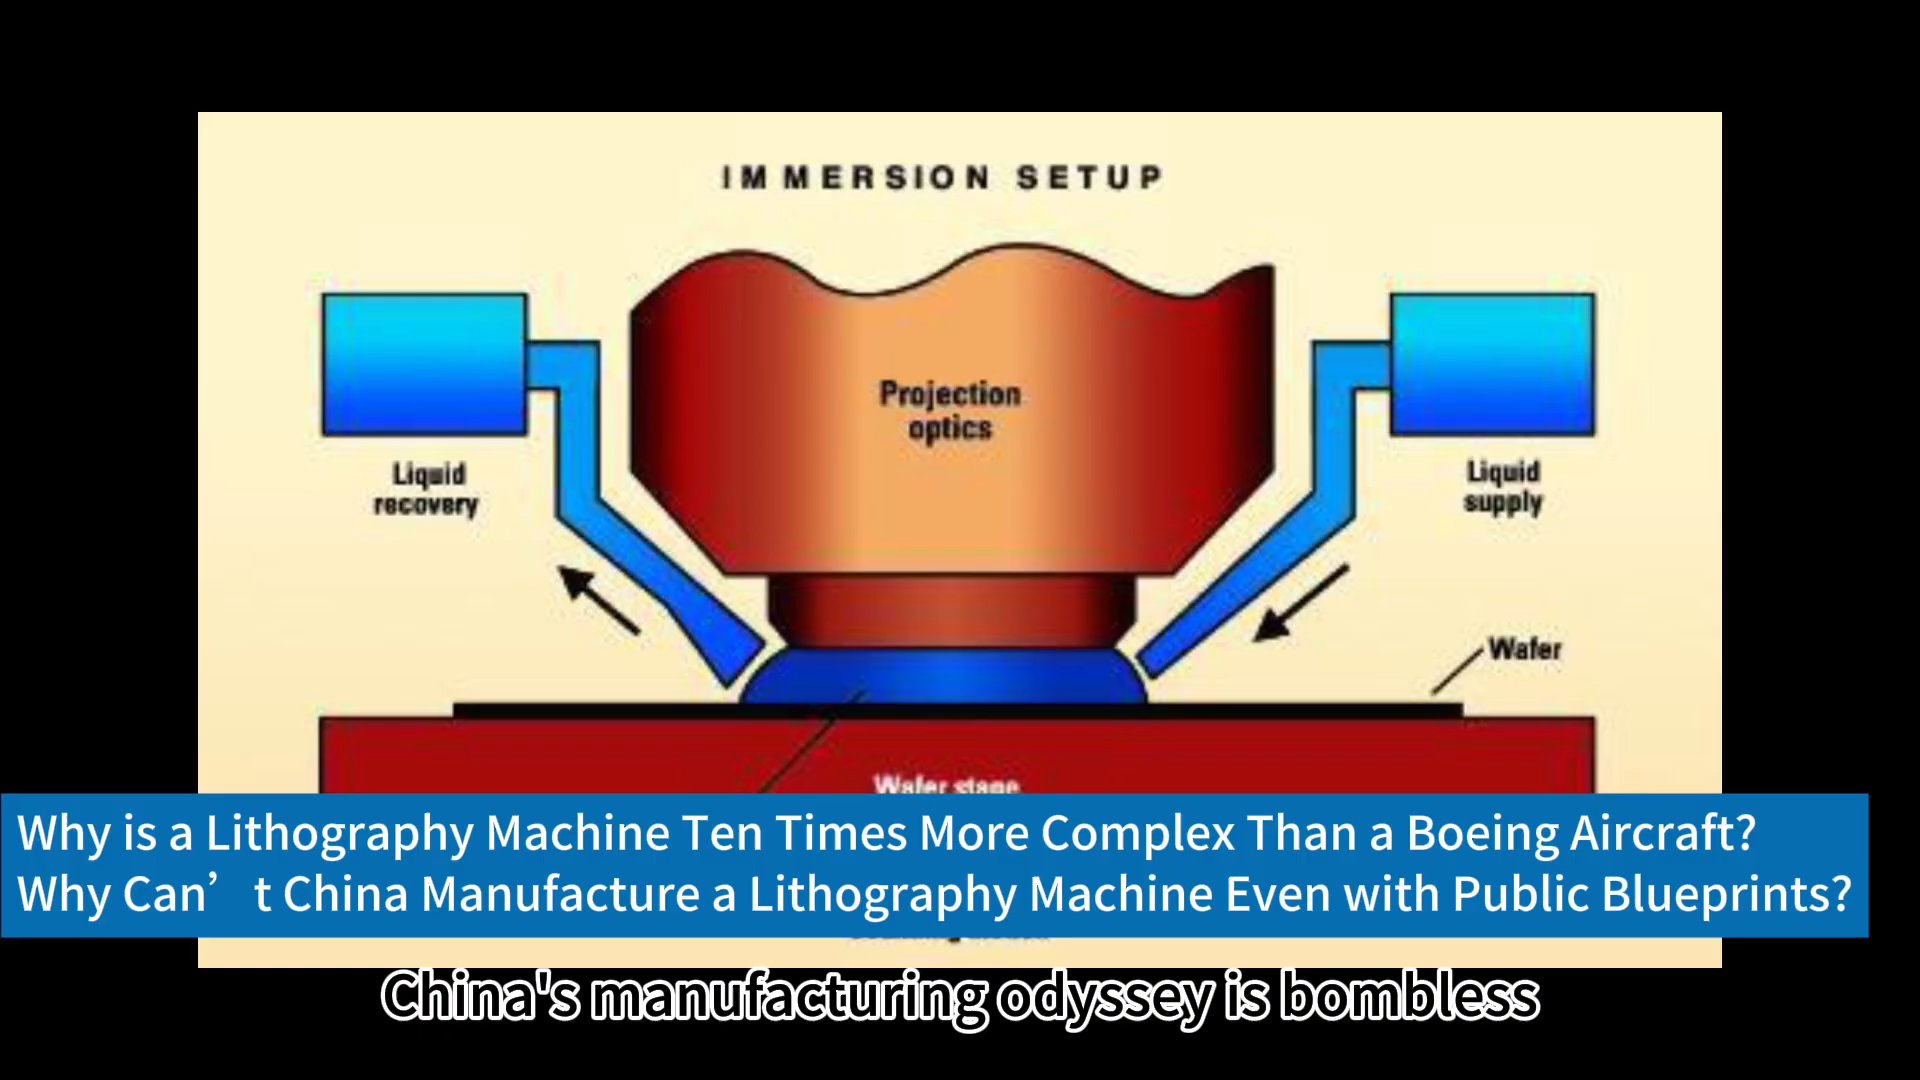 IMMERSION SETUP
Projection
optics
Liquid
recovery
Liquid
supply
Wafer
Wafer stage
Why is a Lithography Machine Ten Times More Complex Than a Boeing Aircraft?
Why Can’t China Manufacture a Lithography Machine Even with Public Blueprints?
China's manufacturing odyssey is bombless